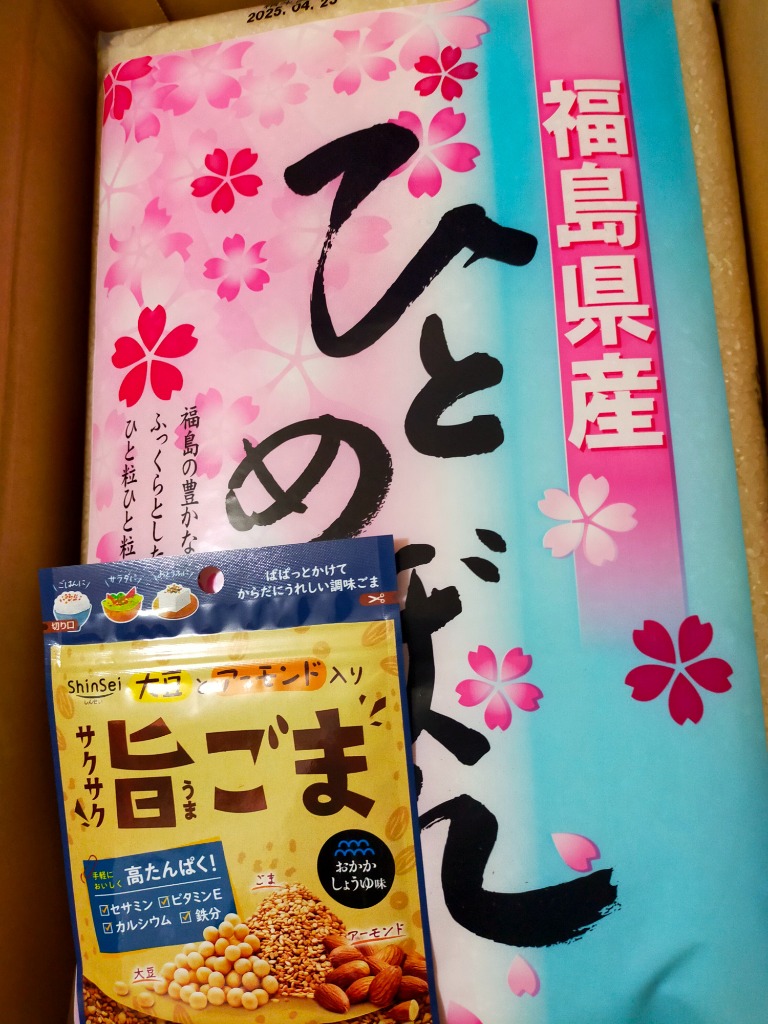 2025.04.25
福島県産
ひとめぼれ
福島の豊かな
ふっくらとした
ひと粒ひと粒
ごはんに
サラダに
おとうふに
ぱぱっとかけて
からだにうれしい調味ごま
切り口
ShinSei
大豆とアーモンド入り
サクサク
旨ごま
うま
おかか
しょうゆ味
手軽に
おいしく
高たんぱく!
セサミン ビタミンE
カルシウム 鉄分
ごま
アーモンド
大豆